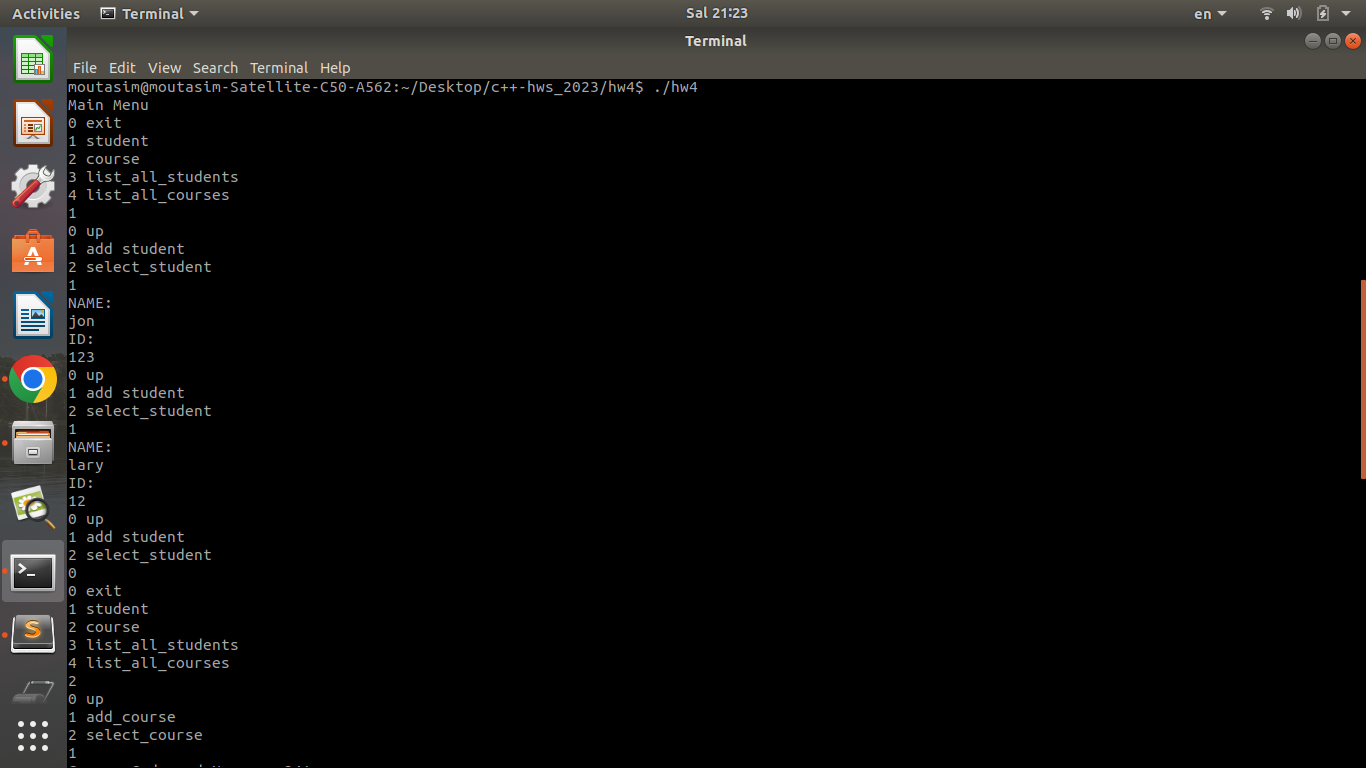 Activities Terminal Sal 21:23 en
Terminal
File Edit View Search Terminal Help
moutasim@moutasim-Satellite-C50-A562:~/Desktop/c++-hws_2023/hw4$ ./hw4
Main Menu
0 exit
1 student
2 course
3 list_all_students
4 list_all_courses
1
0 up
1 add student
2 select_student
1
NAME:
jon
ID:
123
0 up
1 add student
2 select_student
1
NAME:
lary
ID:
12
0 up
1 add student
2 select_student
0
0 exit
1 student
2 course
3 list_all_students
4 list_all_courses
2
0 up
1 add_course
2 select_course
1